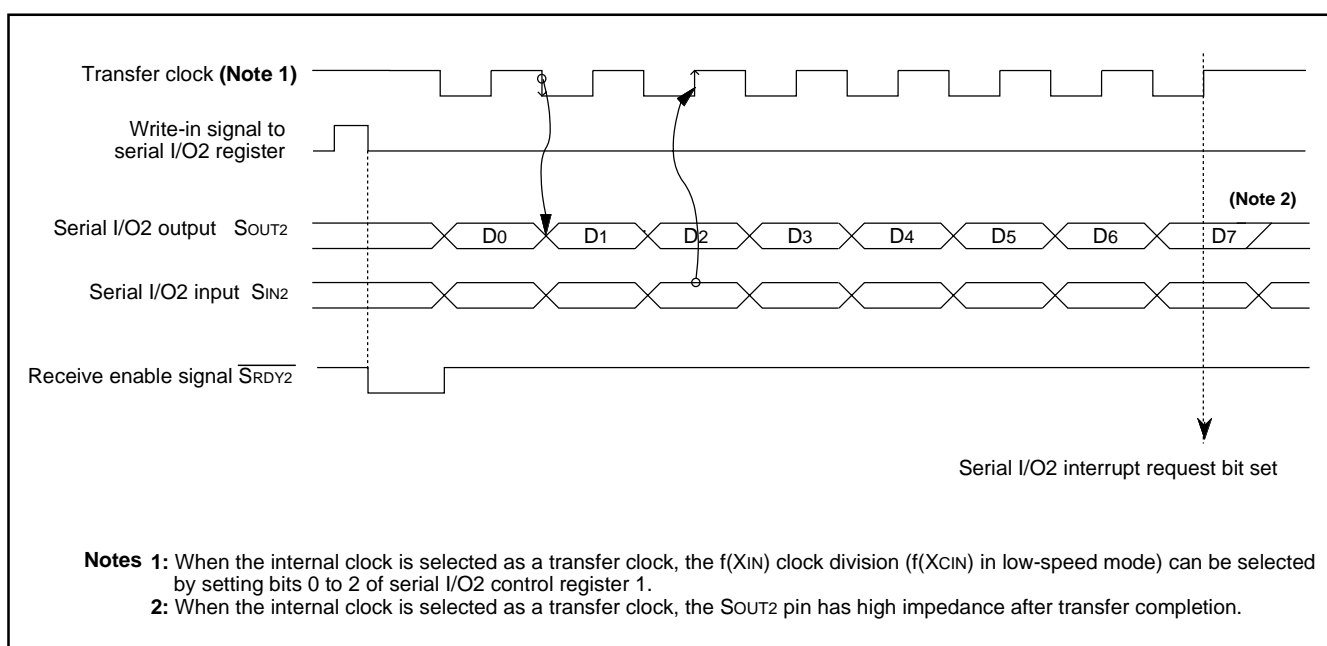 Transfer clock (Note 1)
Write-in signal to
serial I/O2 register
(Note 2)
Serial I/O2 output SOUT2
D0 D1 D2 D3 D4 D5 D6 D7
Serial I/O2 input SIN2
Receive enable signal SRDY2
Serial I/O2 interrupt request bit set
Notes 1: When the internal clock is selected as a transfer clock, the f(XIN) clock division (f(XCIN) in low-speed mode) can be selected
by setting bits 0 to 2 of serial I/O2 control register 1.
2: When the internal clock is selected as a transfer clock, the SOUT2 pin has high impedance after transfer completion.